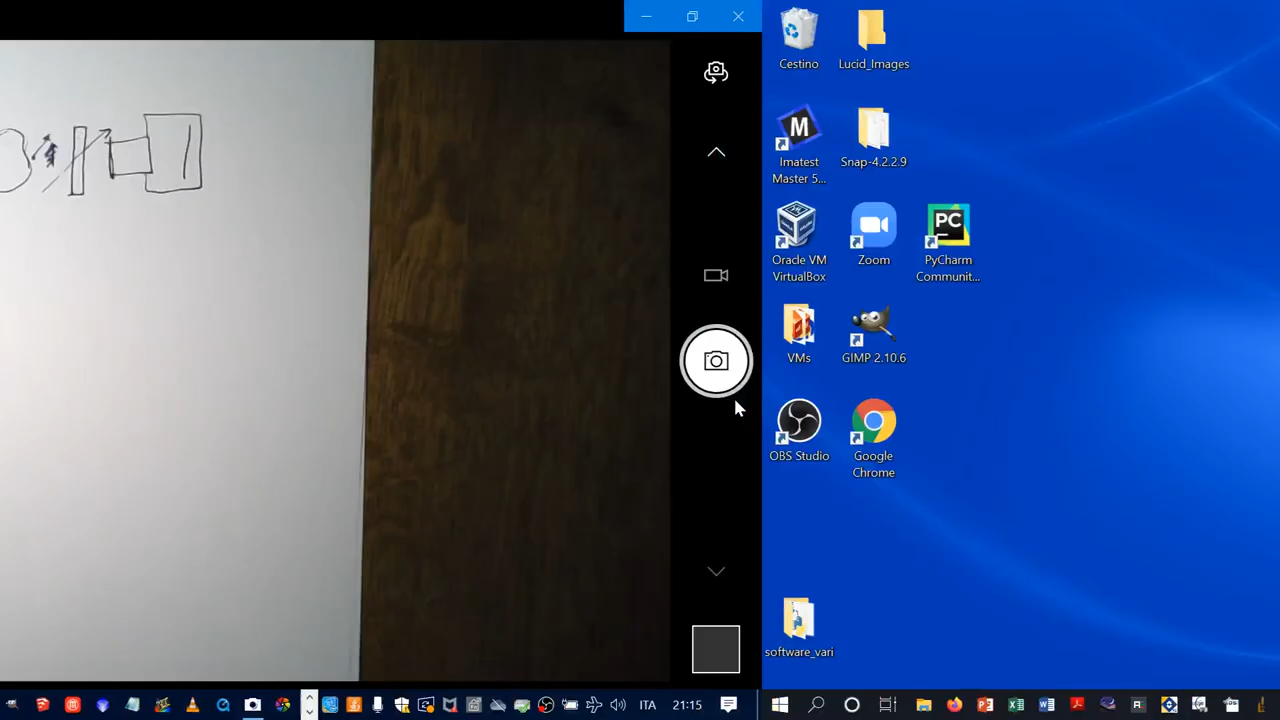 Cestino
Lucid_Images
Imatest
Master 5...
Snap-4.2.2.9
Oracle VM
VirtualBox
Zoom
PC
PyCharm
Communit...
VMs
GIMP 2.10.6
OBS Studio
Google
Chrome
software_vari
ITA
21:15